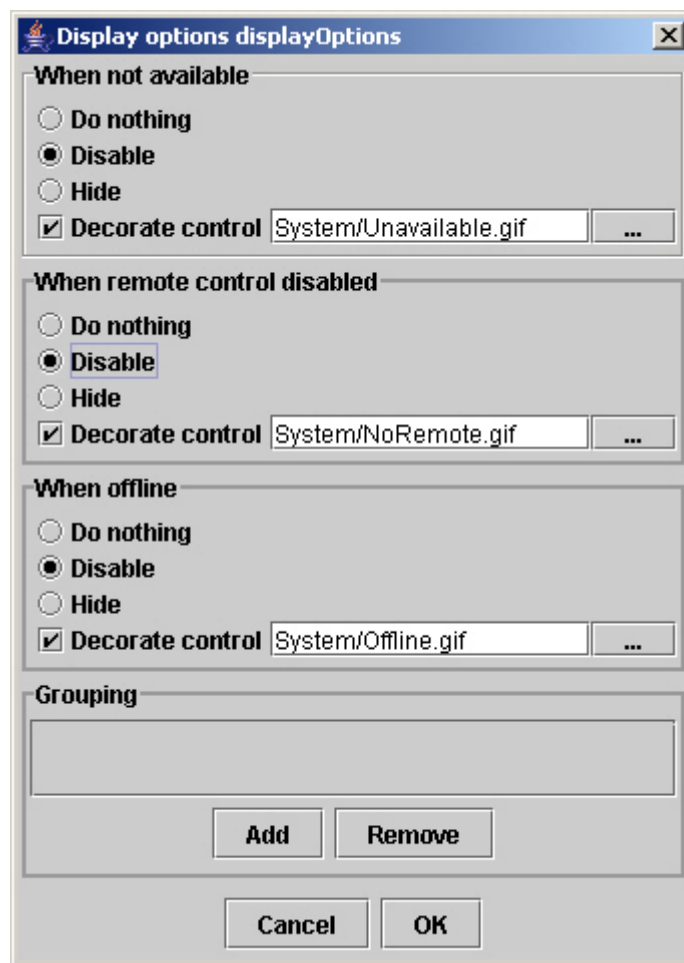 Display options displayOptions
When not available
Do nothing
Disable
Hide
Decorate control System/Unavailable.gif ...
When remote control disabled
Do nothing
Disable
Hide
Decorate control System/NoRemote.gif ...
When offline
Do nothing
Disable
Hide
Decorate control System/Offline.gif ...
Grouping
Add Remove
Cancel OK